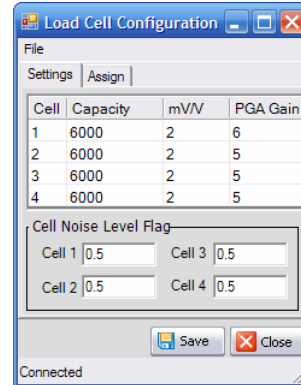 Load Cell Configuration
File
Settings Assign
Cell Capacity mV/V PGA Gain
1 6000 2 6
2 6000 2 5
3 6000 2 5
4 6000 2 5
Cell Noise Level Flag
Cell 1 0.5 Cell 3 0.5
Cell 2 0.5 Cell 4 0.5
Save Close
Connected